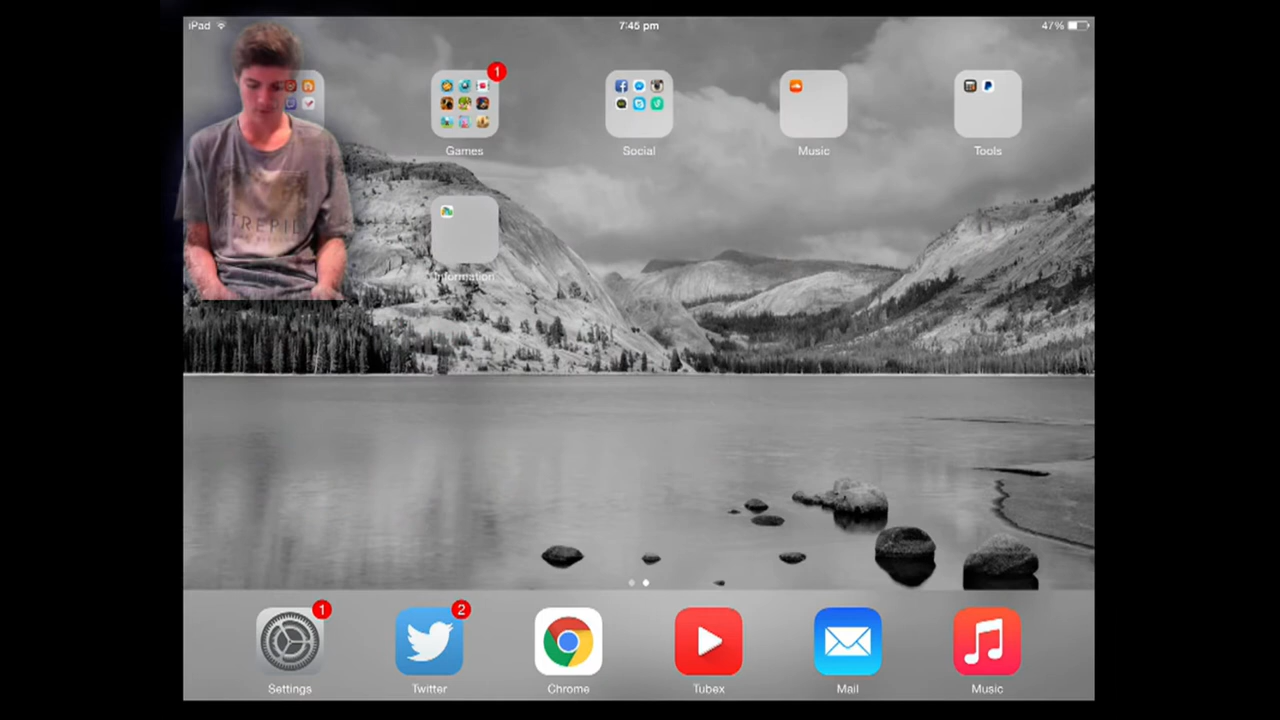 iPad
7:45 pm
47%
1
Games
Social
Music
Tools
TREPI
Information
1
2
Settings
Twitter
Chrome
Tubex
Mail
Music